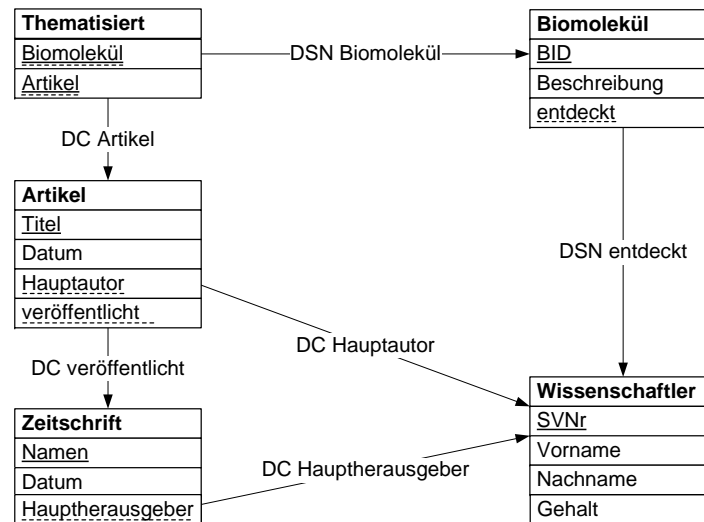 Thematisiert
Biomolekül
Artikel
DSN Biomolekül
Biomolekül
BID
Beschreibung
entdeckt
DC Artikel
Artikel
Titel
Datum
Hauptautor
veröffentlicht
DSN entdeckt
DC Hauptautor
DC veröffentlicht
Zeitschrift
Namen
Datum
Hauptherausgeber
DC Hauptherausgeber
Wissenschaftler
SVNr
Vorname
Nachname
Gehalt